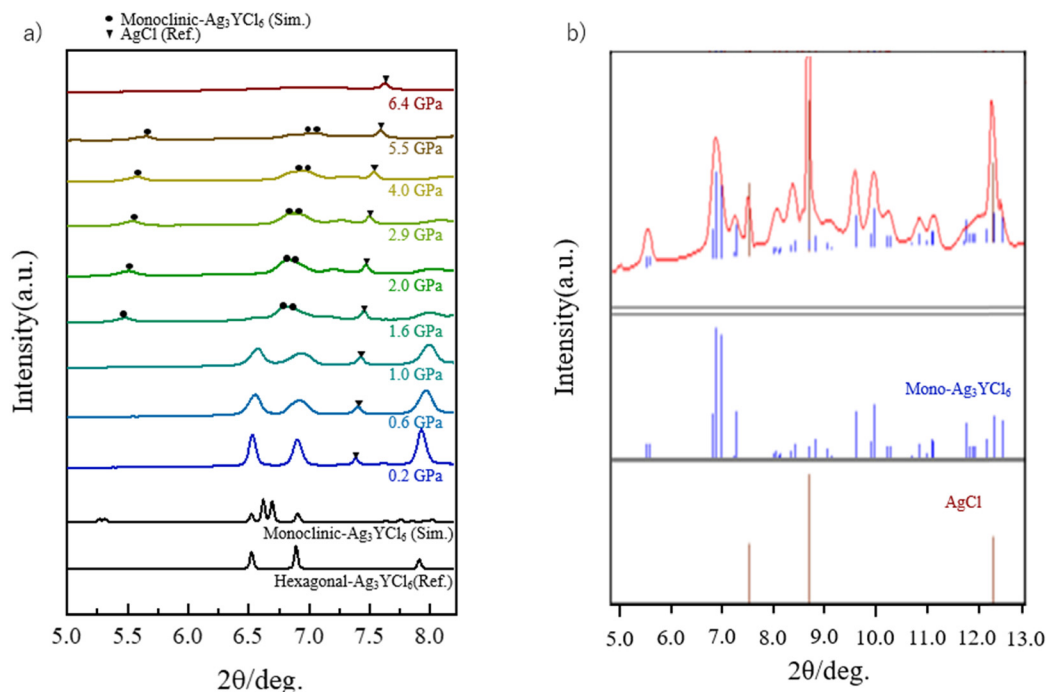 a)
● Monoclinic-Ag₃YCl₆ (Sim.)
▼ AgCl (Ref.)
Intensity(a.u.)
6.4 GPa
5.5 GPa
4.0 GPa
2.9 GPa
2.0 GPa
1.6 GPa
1.0 GPa
0.6 GPa
0.2 GPa
Monoclinic-Ag₃YCl₆ (Sim.)
Hexagonal-Ag₃YCl₆(Ref.)
5.0 5.5 6.0 6.5 7.0 7.5 8.0
2θ/deg.
b)
Intensity(a.u.)
Mono-Ag₃YCl₆
AgCl
5.0 6.0 7.0 8.0 9.0 10.0 11.0 12.0 13.0
2θ/deg.